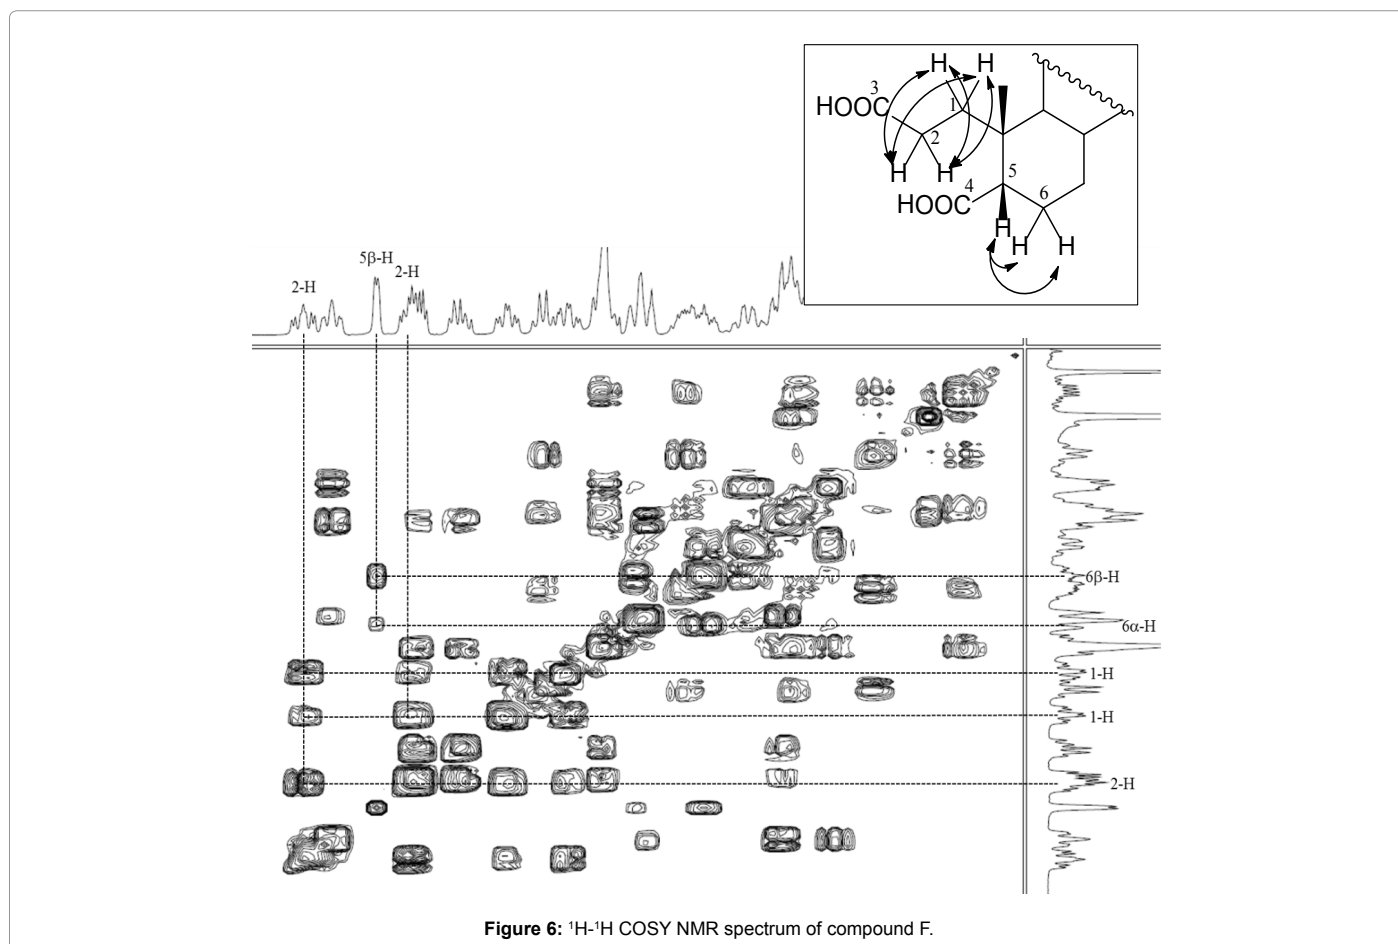 H H
3
HOOC 1
2
H H 5
4 6
HOOC
H
H H
5β-H
2-H 2-H
6β-H
6α-H
1-H
1-H
2-H
Figure 6: ¹H-¹H COSY NMR spectrum of compound F.